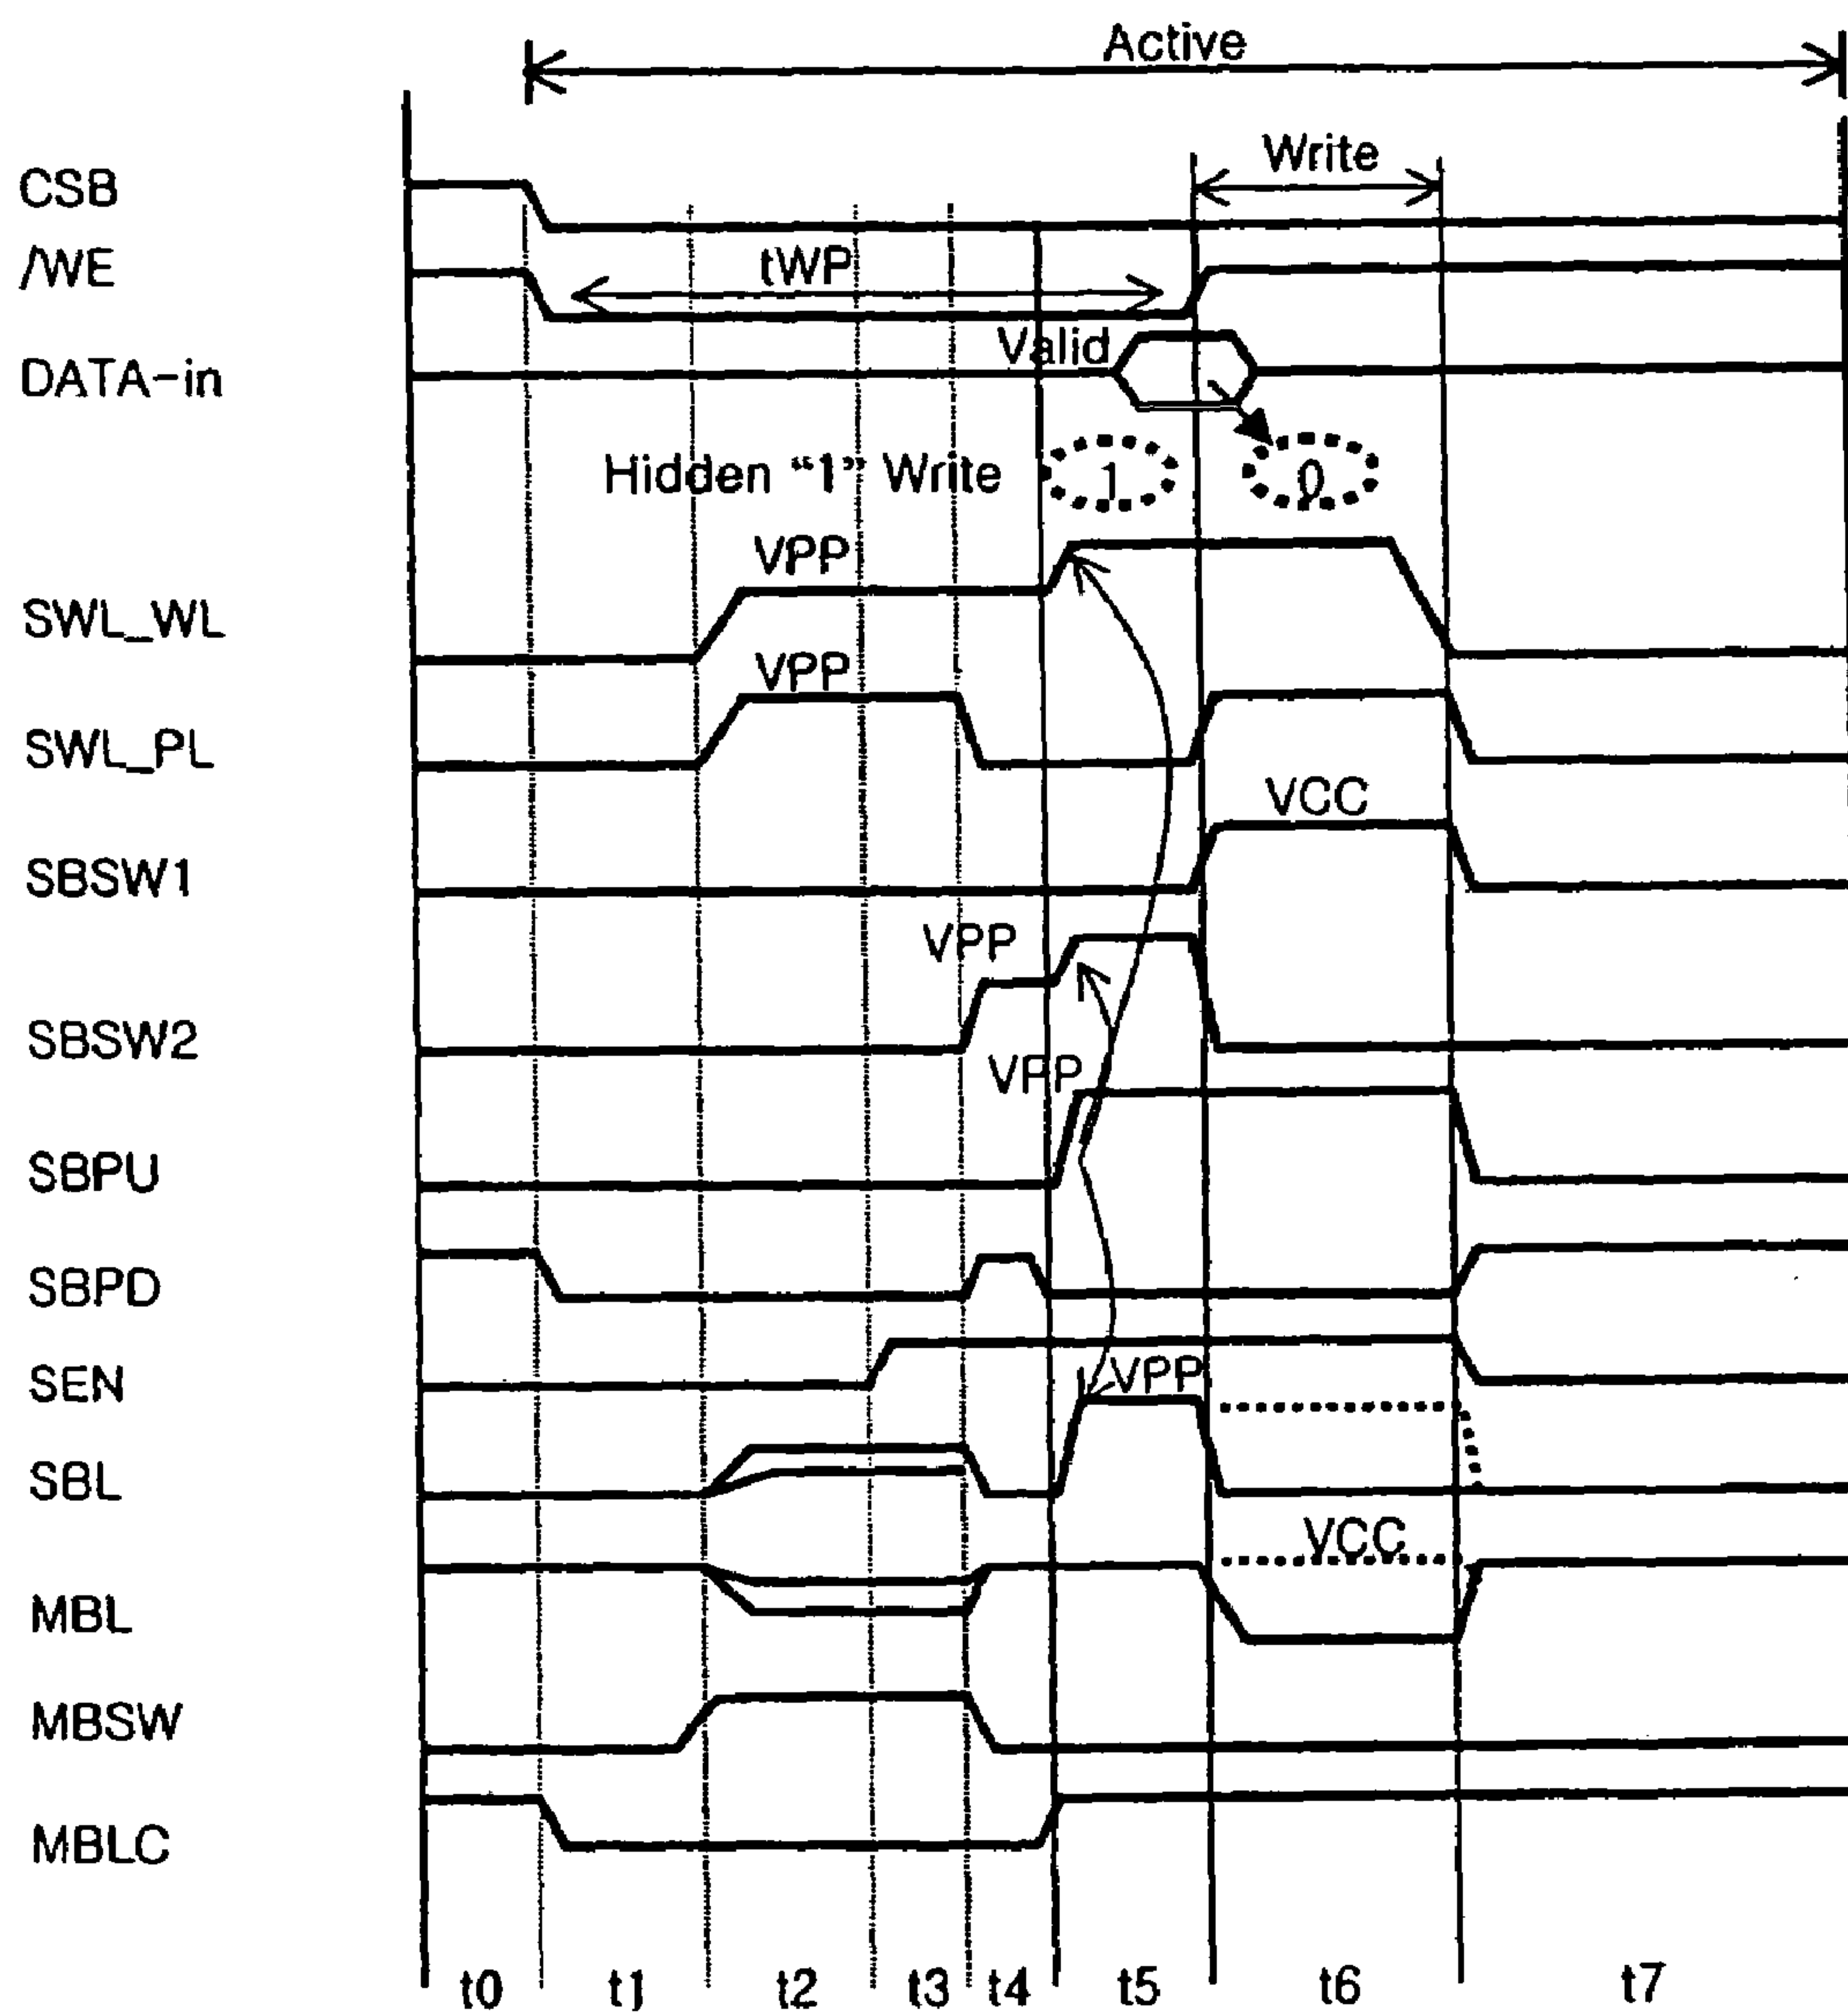 Active
Write
CSB
/WE
tWP
Valid
DATA-in
Hidden "1" Write
1
0
VPP
SWL_WL
VPP
SWL_PL
VCC
SBSW1
VPP
SBSW2
VPP
SBPU
SBPD
SEN
VPP
SBL
VCC
MBL
MBSW
MBLC
t0 t1 t2 t3 t4 t5 t6 t7